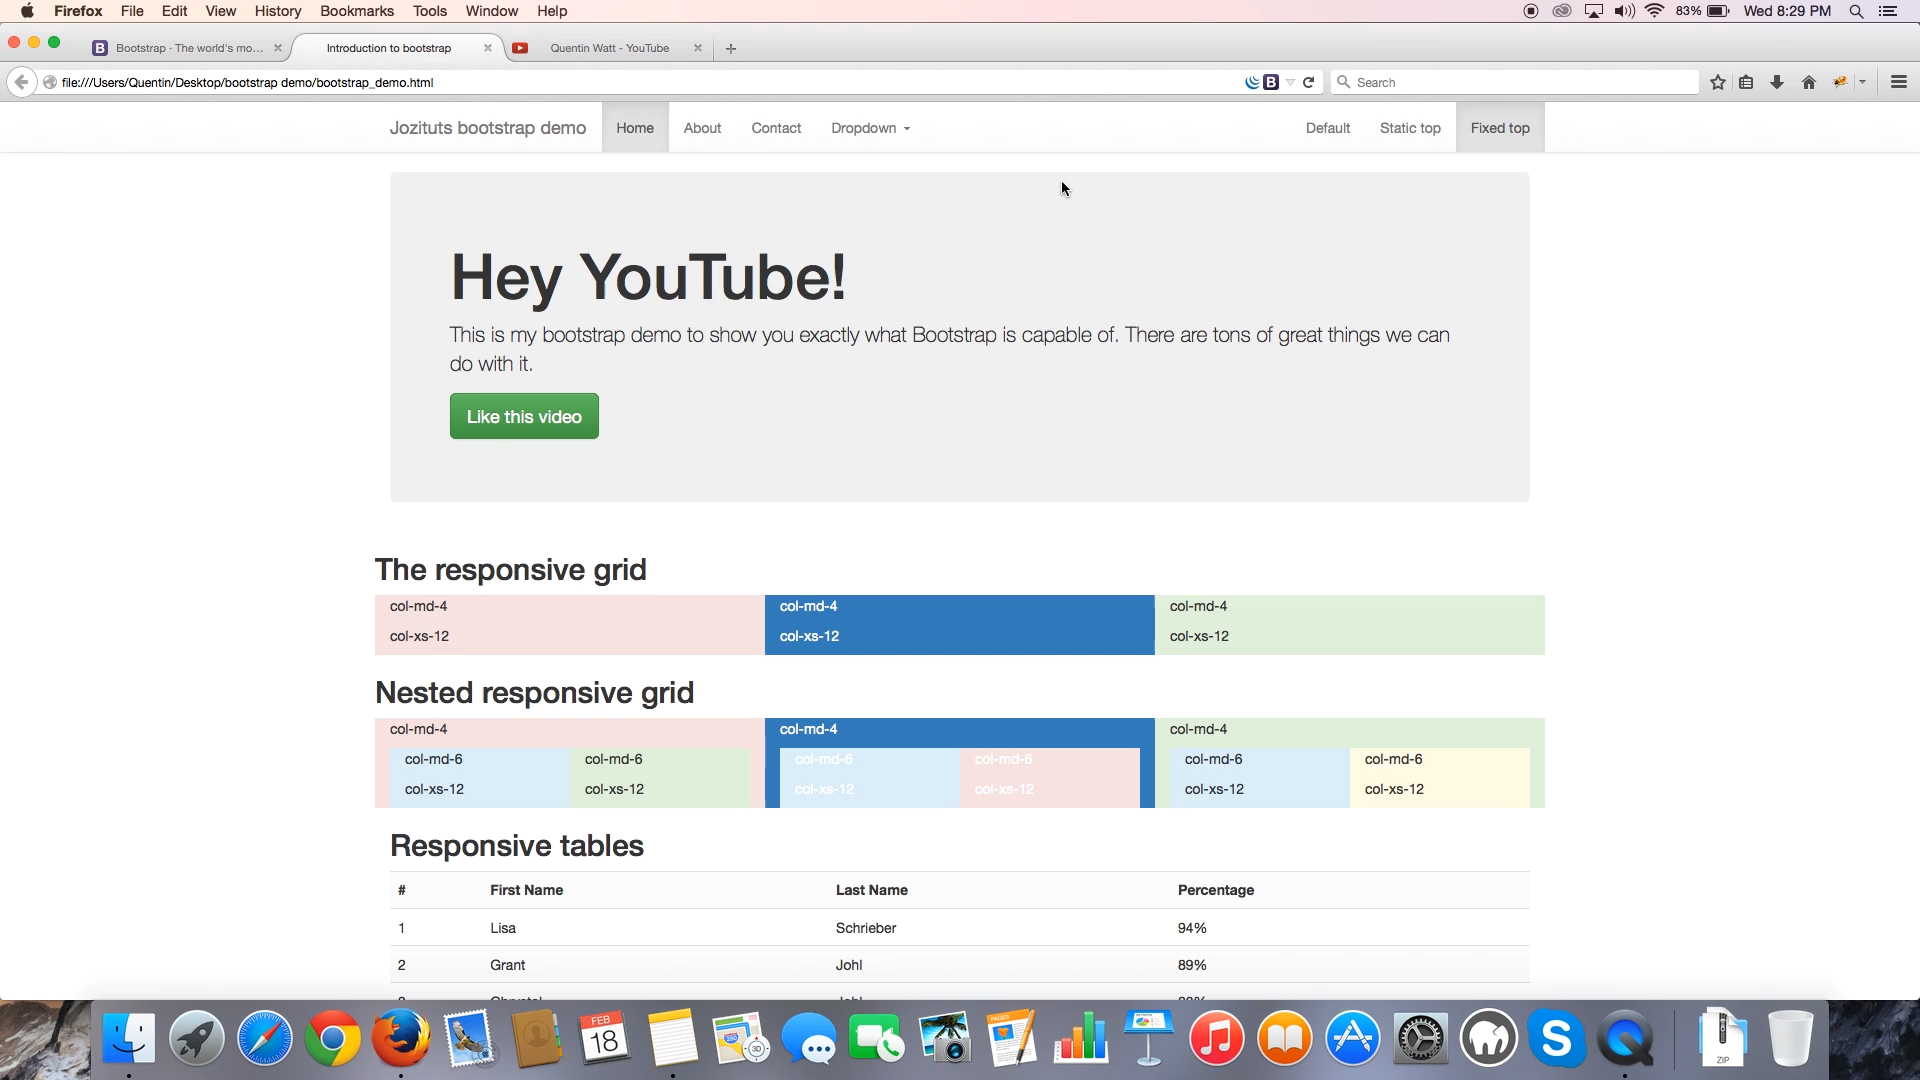 Firefox File Edit View History Bookmarks Tools Window Help 83% Wed 8:29 PM
Bootstrap · The world's mo... Introduction to bootstrap Quentin Watt - YouTube
file:///Users/Quentin/Desktop/bootstrap demo/bootstrap_demo.html Search
Jozituts bootstrap demo Home About Contact Dropdown Default Static top Fixed top
Hey YouTube!
This is my bootstrap demo to show you exactly what Bootstrap is capable of. There are tons of great things we can
do with it.
Like this video
The responsive grid
col-md-4 col-md-4 col-md-4
col-xs-12 col-xs-12 col-xs-12
Nested responsive grid
col-md-4 col-md-4 col-md-4
col-md-6 col-md-6 col-md-6 col-md-6 col-md-6 col-md-6
col-xs-12 col-xs-12 col-xs-12 col-xs-12 col-xs-12 col-xs-12
Responsive tables
# First Name Last Name Percentage
1 Lisa Schrieber 94%
2 Grant Johl 89%
FEB
18
PAGES
ZIP